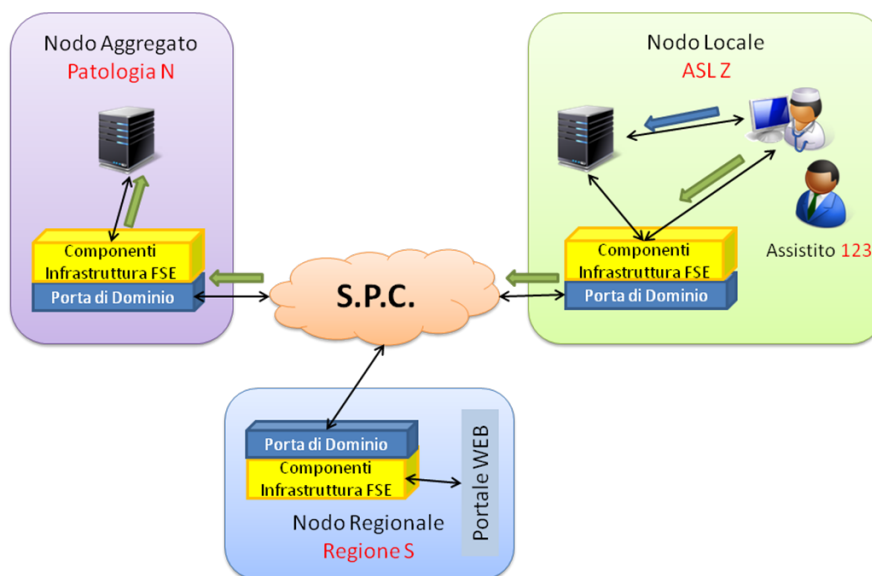 Nodo Aggregato
Patologia N
Componenti
Infrastruttura FSE
Porta di Dominio
S.P.C.
Nodo Locale
ASL Z
Assistito 123
Componenti
Infrastruttura FSE
Porta di Dominio
Porta di Dominio
Componenti
Infrastruttura FSE
Portale WEB
Nodo Regionale
Regione S